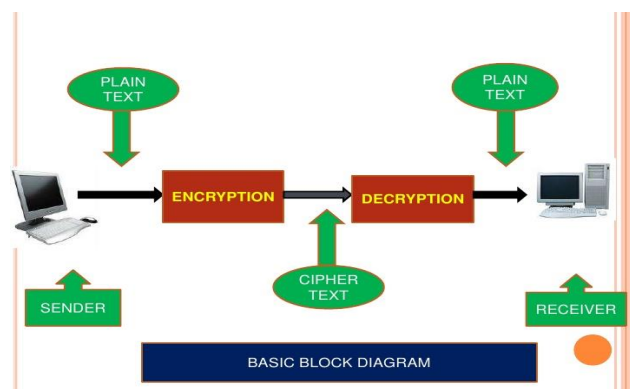 PLAIN
TEXT
PLAIN
TEXT
ENCRYPTION
DECRYPTION
CIPHER
TEXT
SENDER
RECEIVER
BASIC BLOCK DIAGRAM